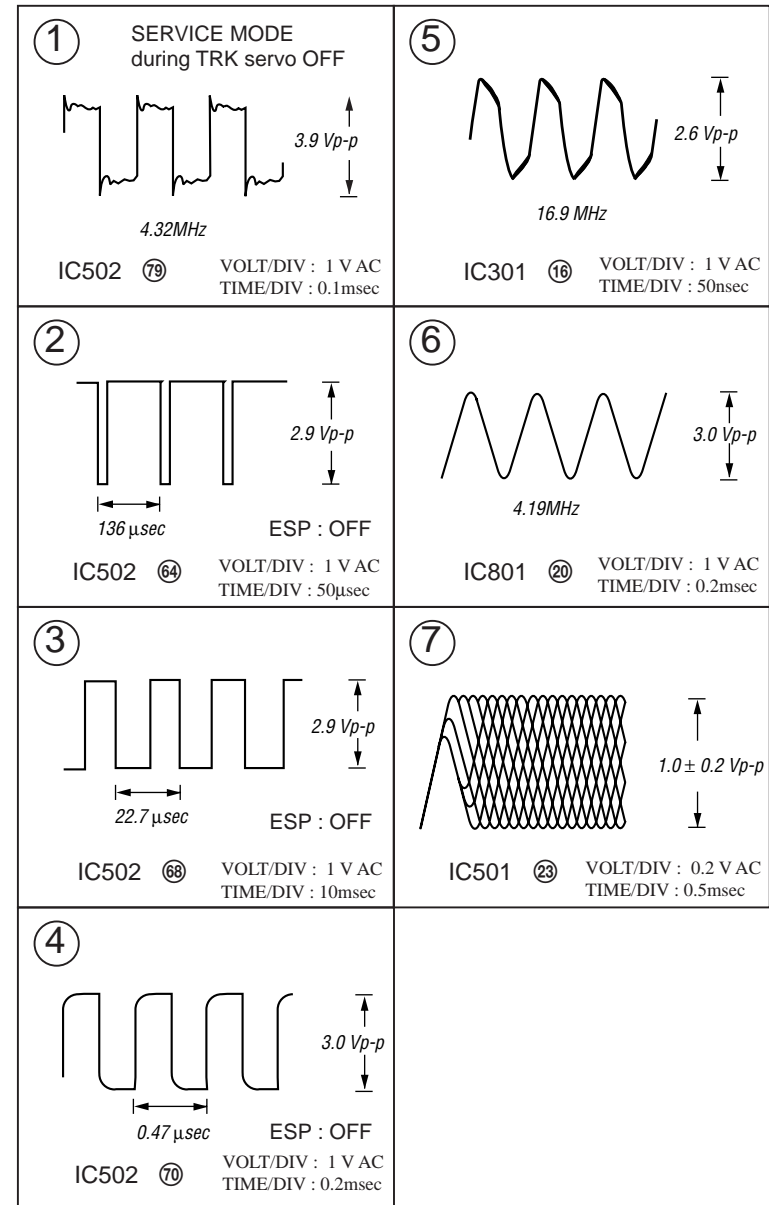 ①
SERVICE MODE
during TRK servo OFF
3.9 Vp-p
4.32MHz
IC502 ㊆㊈
VOLT/DIV : 1 V AC
TIME/DIV : 0.1msec
②
2.9 Vp-p
136 μsec
ESP : OFF
IC502 64
VOLT/DIV : 1 V AC
TIME/DIV : 50μsec
③
2.9 Vp-p
22.7 μsec
ESP : OFF
IC502 68
VOLT/DIV : 1 V AC
TIME/DIV : 10msec
④
3.0 Vp-p
0.47 μsec
ESP : OFF
IC502 70
VOLT/DIV : 1 V AC
TIME/DIV : 0.2msec
⑤
2.6 Vp-p
16.9 MHz
IC301 ⑯
VOLT/DIV : 1 V AC
TIME/DIV : 50nsec
⑥
3.0 Vp-p
4.19MHz
IC801 ⑳
VOLT/DIV : 1 V AC
TIME/DIV : 0.2msec
⑦
1.0 ± 0.2 Vp-p
IC501 ㉓
VOLT/DIV : 0.2 V AC
TIME/DIV : 0.5msec